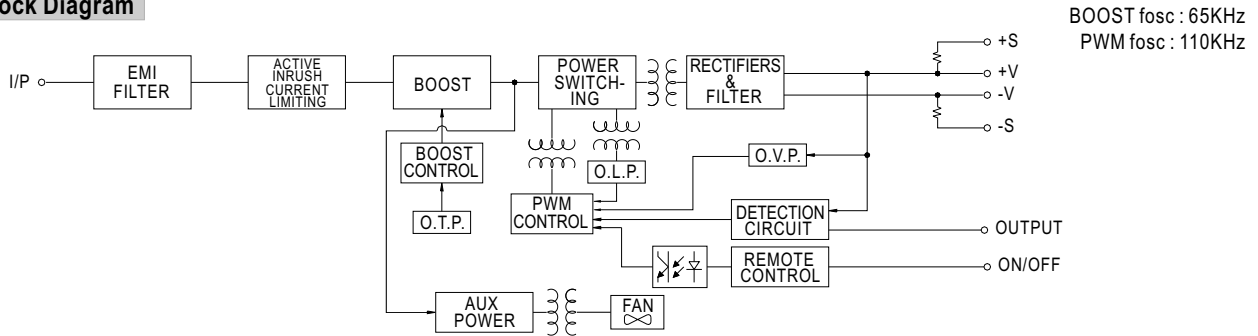 ock Diagram
BOOST fosc : 65KHz
PWM fosc : 110KHz
I/P
EMI
FILTER
ACTIVE
INRUSH
CURRENT
LIMITING
BOOST
POWER
SWITCH-
ING
RECTIFIERS
&
FILTER
+S
+V
-V
-S
BOOST
CONTROL
O.T.P.
O.L.P.
O.V.P.
PWM
CONTROL
DETECTION
CIRCUIT
OUTPUT
REMOTE
CONTROL
ON/OFF
AUX
POWER
FAN